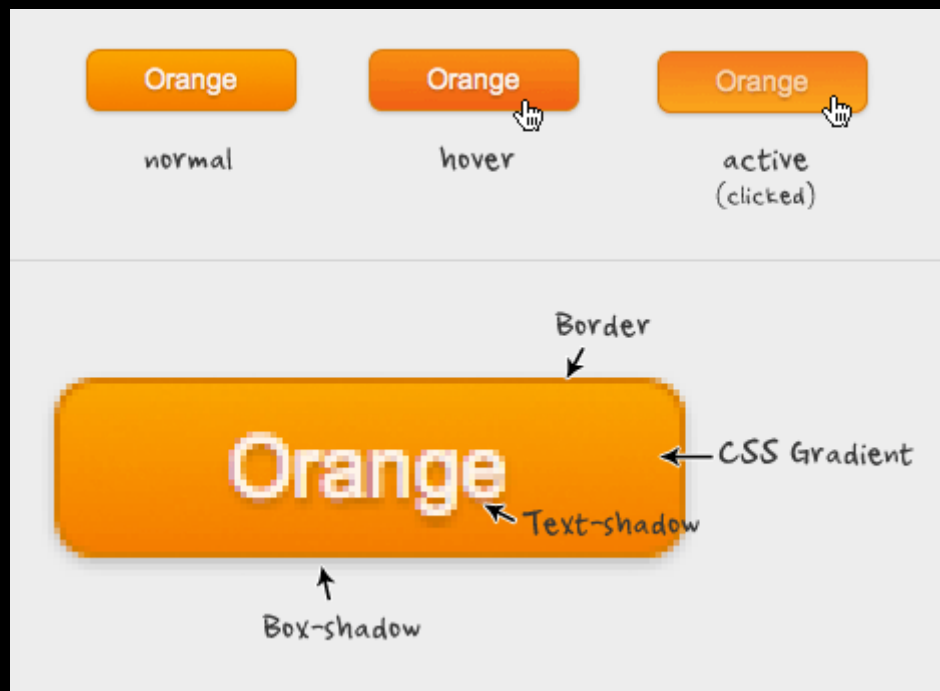 Orange
Orange
Orange
normal
hover
active
(clicked)
Border
Orange
CSS Gradient
Text-shadow
Box-shadow